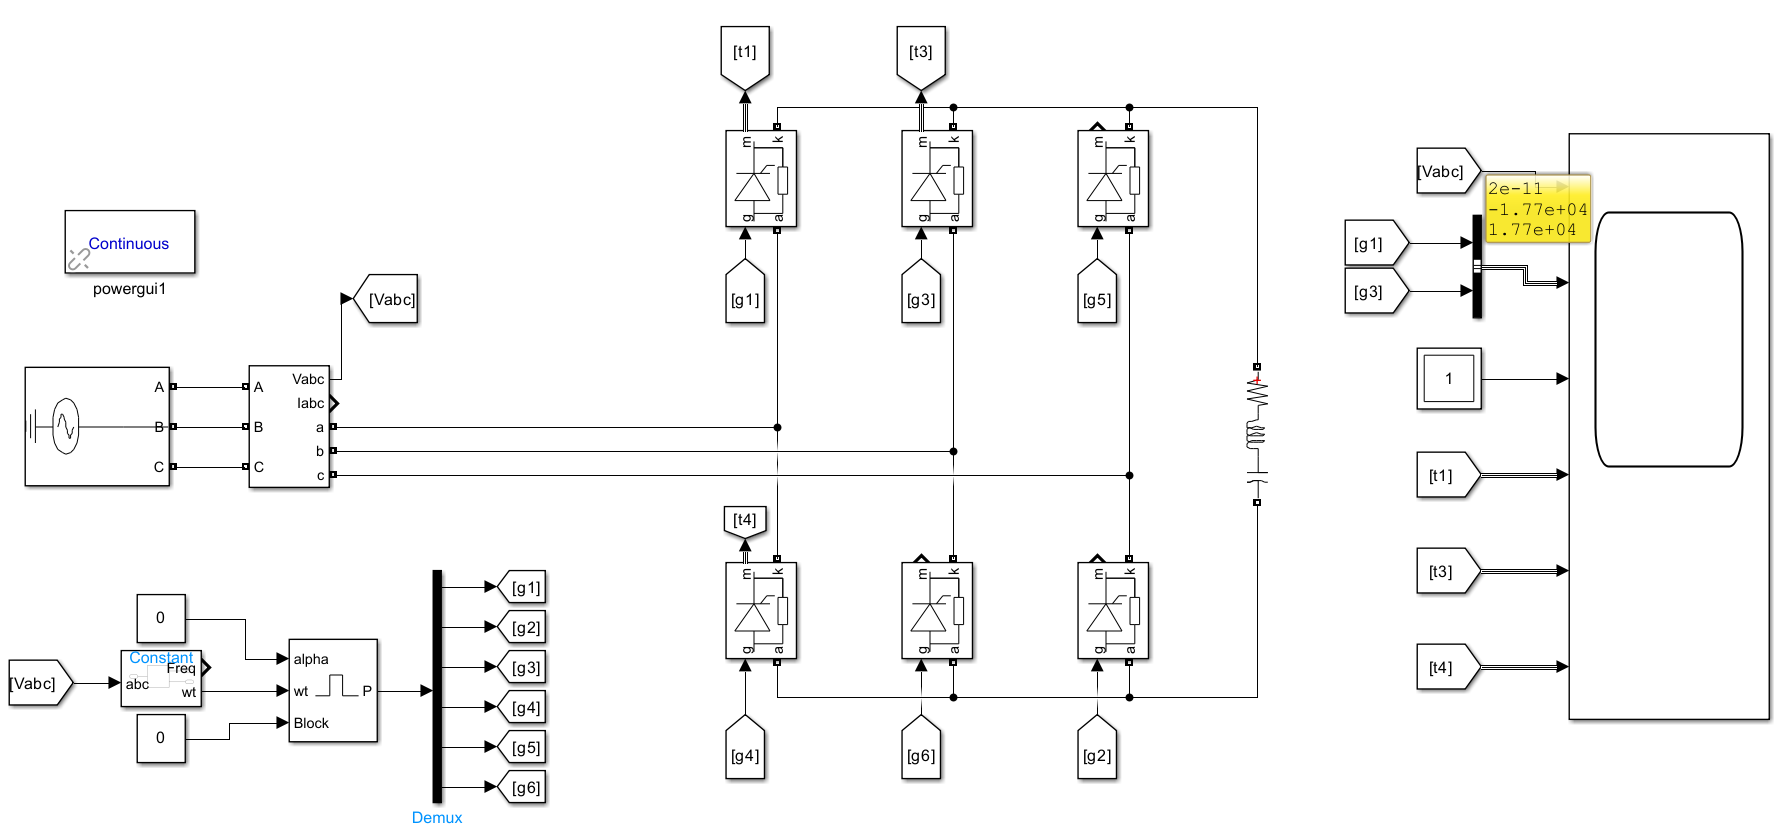 [t1]
[t3]
m
k
g
a
m
k
g
a
m
k
g
a
[g1]
[g3]
[g5]
Continuous
powergui1
[Vabc]
A
B
C
A
B
C
Vabc
Iabc
a
b
c
[t4]
m
k
g
a
m
k
g
a
m
k
g
a
[g4]
[g6]
[g2]
+
0
Constant
[Vabc]
abc
Freq
wt
0
alpha
wt
Block
P
[g1]
[g2]
[g3]
[g4]
[g5]
[g6]
Demux
[Vabc]
2e-11
-1.77e+04
1.77e+04
[g1]
[g3]
1
[t1]
[t3]
[t4]